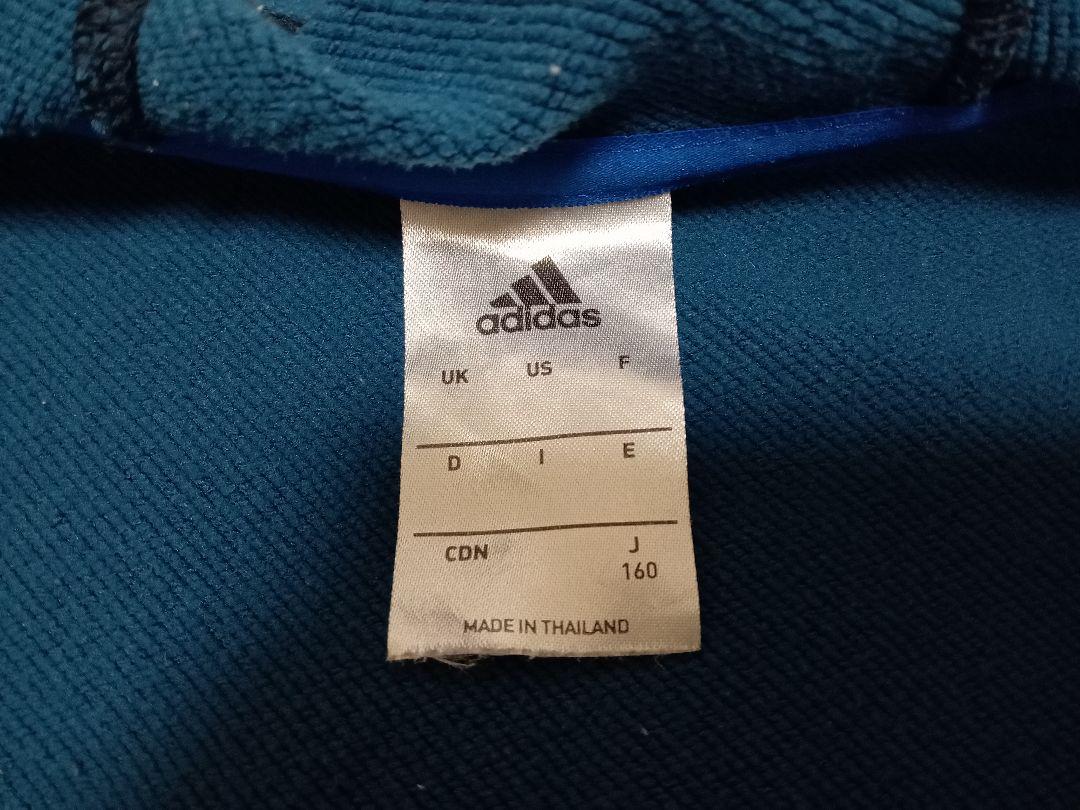 adidas
UK US F
D I E
CDN J
160
MADE IN THAILAND